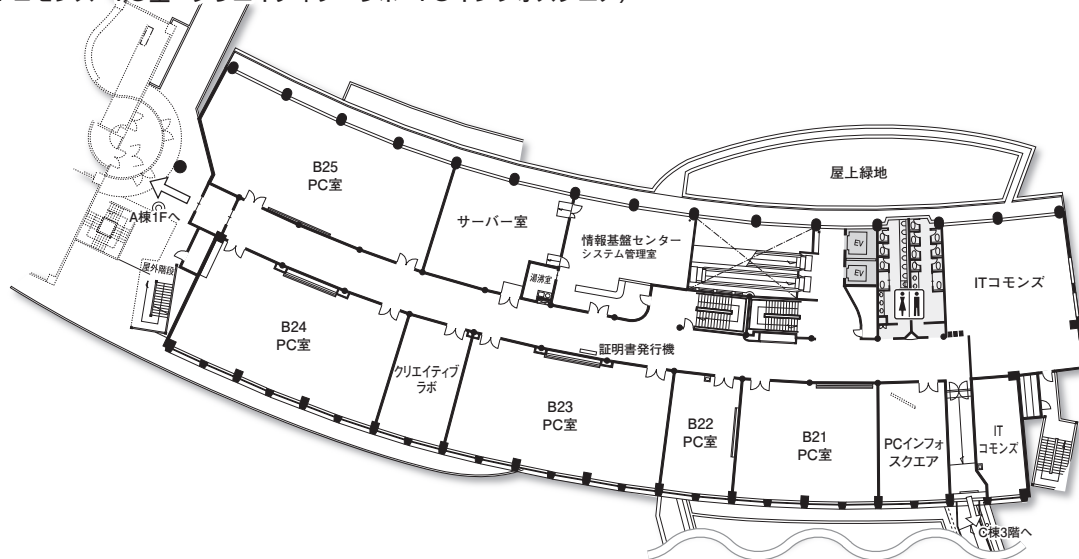 B25
PC室
サーバー室
屋上緑地
A棟1Fへ
情報基盤センター
システム管理室
EV
EV
屋外階段
湯沸室
ITコモンズ
B24
PC室
証明書発行機
クリエイティブ
ラボ
B23
PC室
B22
PC室
B21
PC室
PCインフォ
スクエア
IT
コモンズ
C棟3階へ